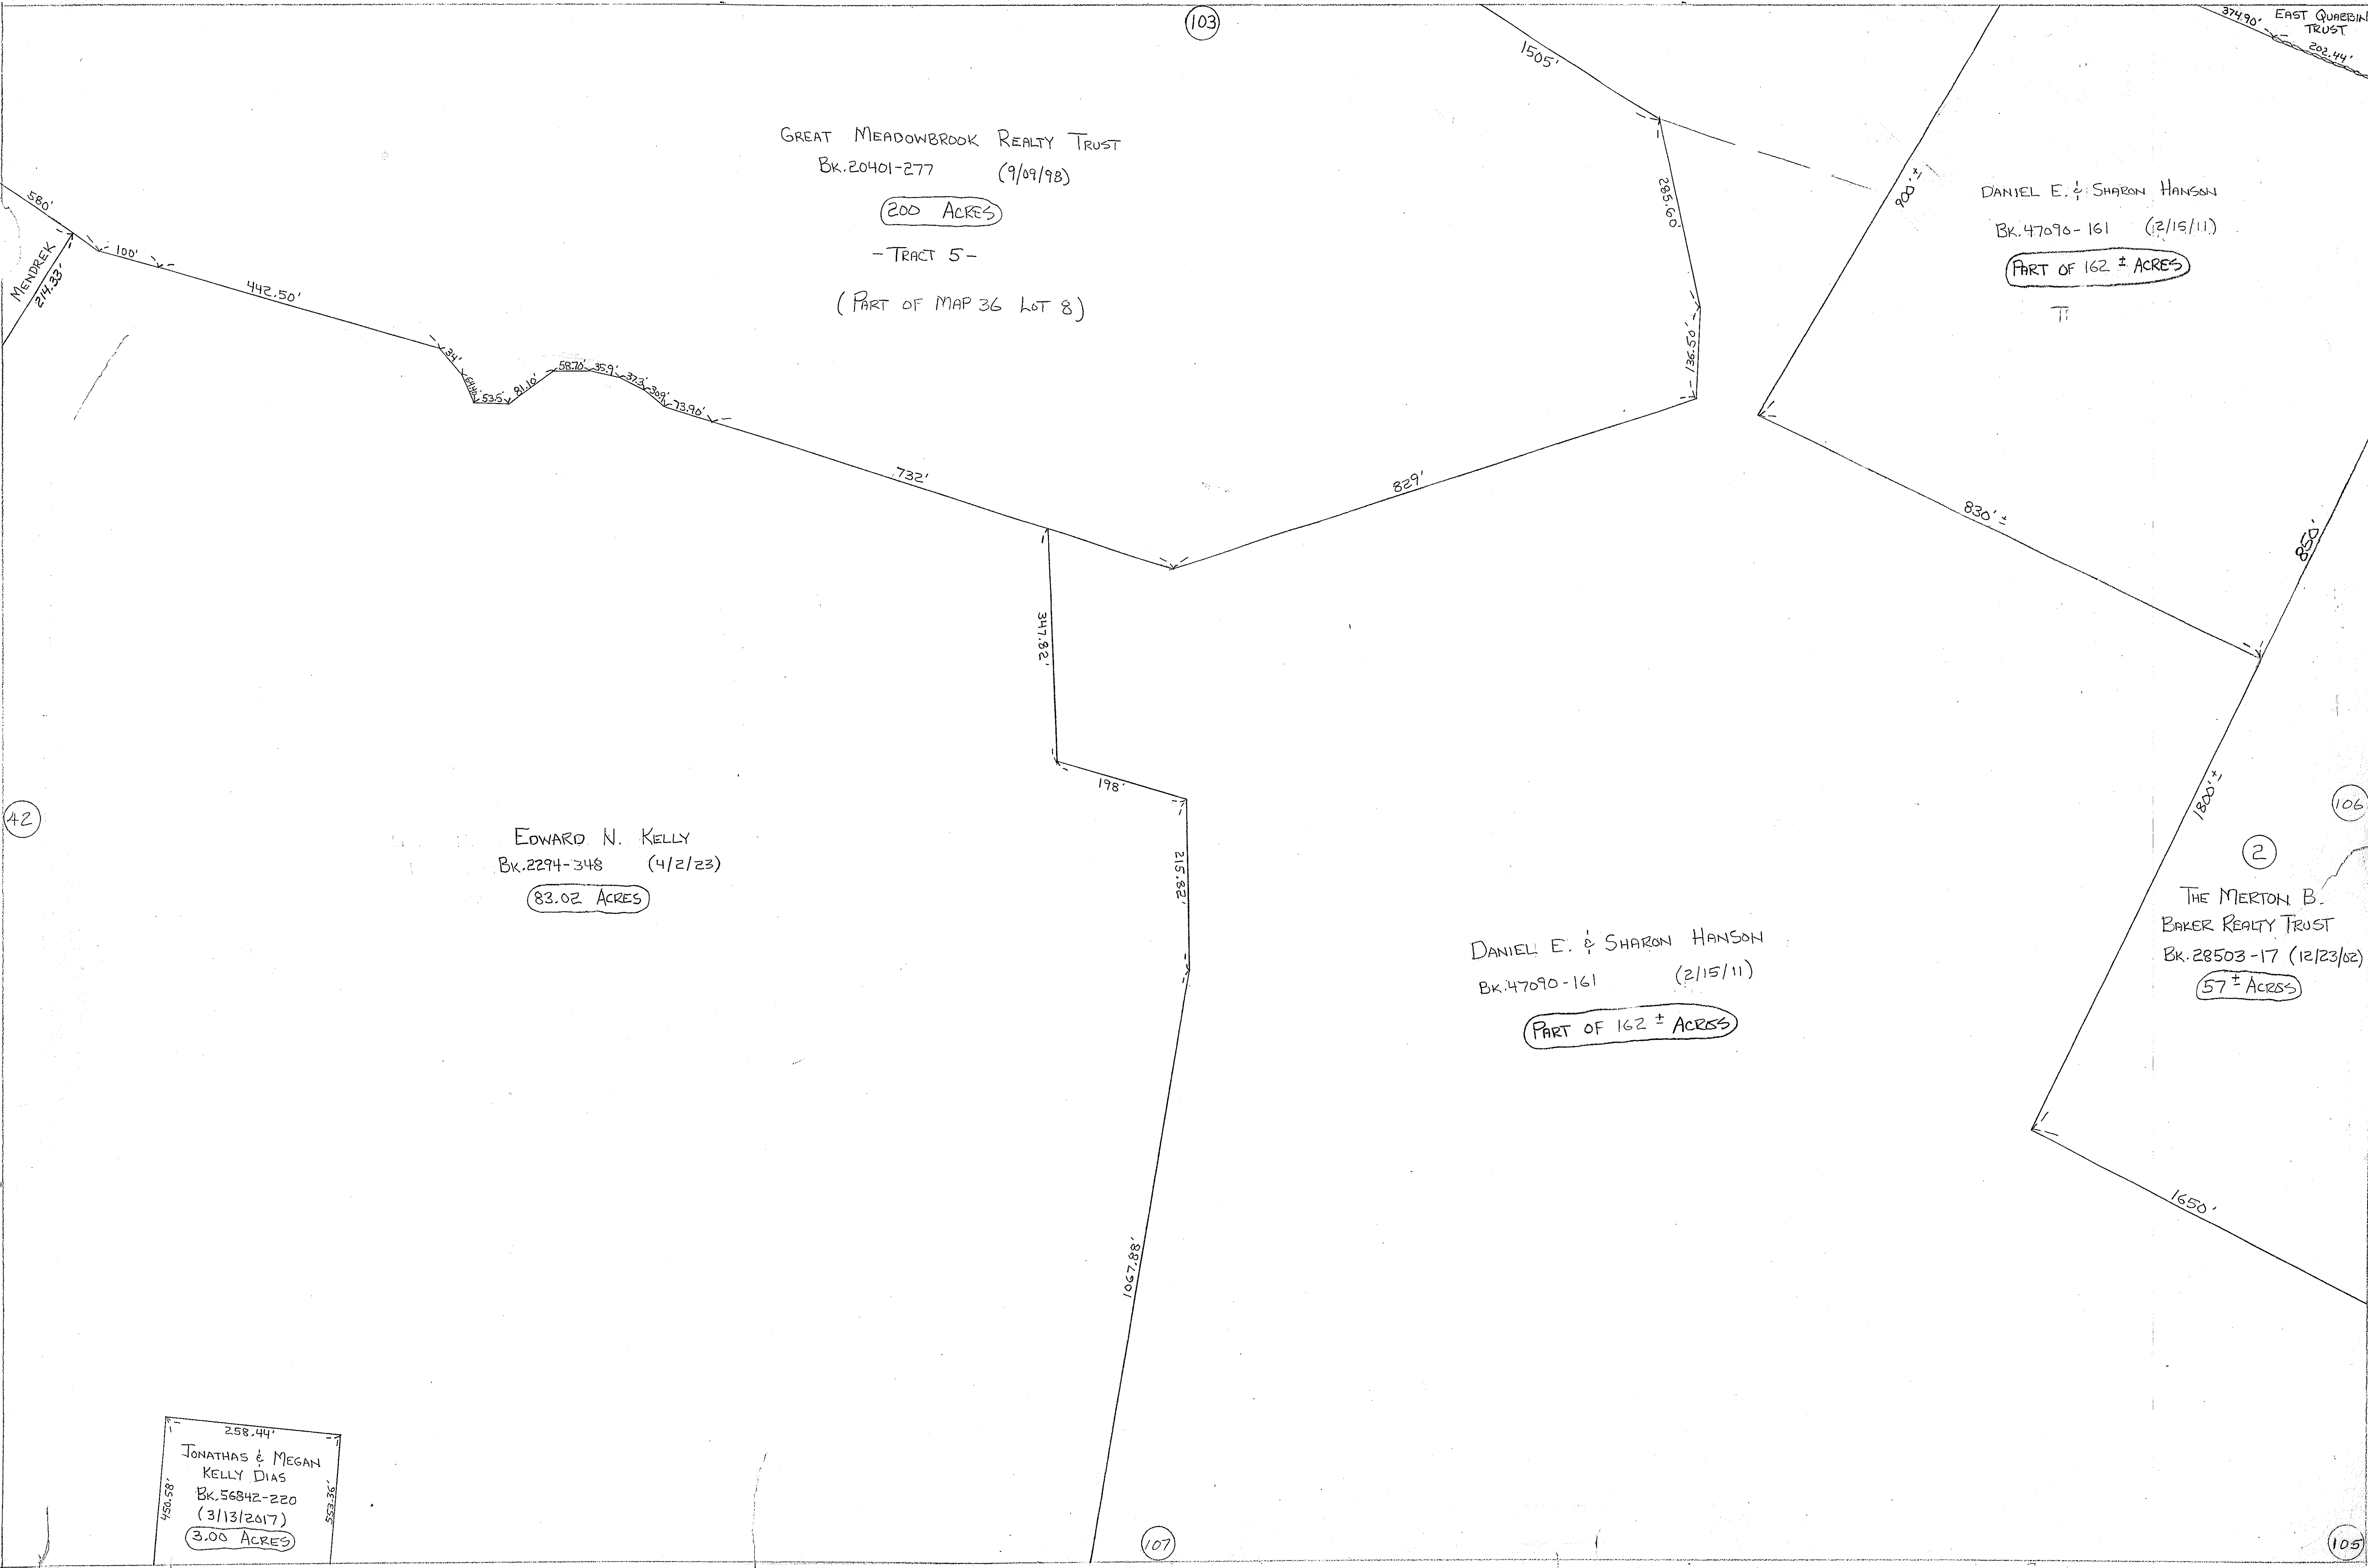 103
374.90'
EAST QUABBIN
TRUST
202.44'
1505'
GREAT MEADOWBROOK REALTY TRUST
BK.20401-277 (9/09/98)
200 ACRES
- TRACT 5 -
(PART OF MAP 36 LOT 8)
285.60'
136.50'
900'±
DANIEL E. & SHARON HANSON
BK.47090-161 (2/15/11)
PART OF 162 ± ACRES
580'
MENDREK
214.33'
100'
442.50'
34'
53.5'
81.10'
58.70'
35.9'
37.3'
30.9'
73.90'
732'
829'
830'±
850'
347.82'
198'
215.82'
1800'±
42
106
EDWARD N. KELLY
BK.2294-348 (4/2/23)
83.02 ACRES
2
THE MERTON B.
BAKER REALTY TRUST
BK.28503-17 (12/23/02)
57 ± ACRES
DANIEL E. & SHARON HANSON
BK.47090-161 (2/15/11)
PART OF 162 ± ACRES
1650'
1067.88'
258.44'
JONATHAS & MEGAN
KELLY DIAS
BK.56842-220
(3/13/2017)
3.00 ACRES
450.58'
553.36'
107
105